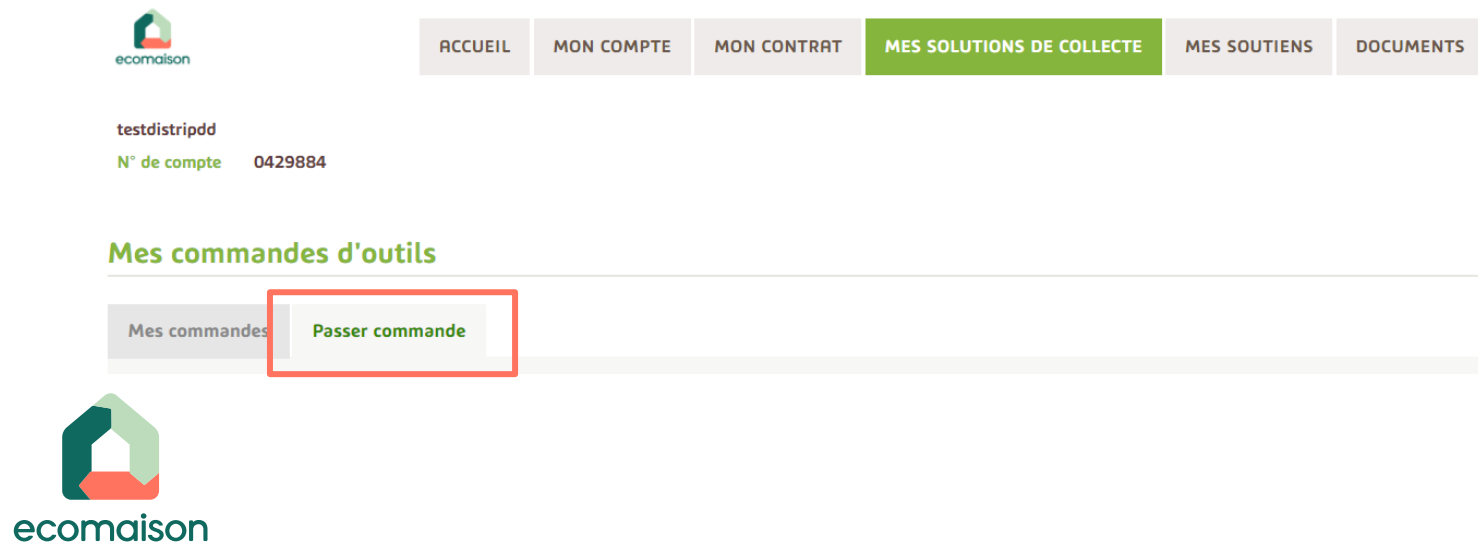 ecomaison
ACCUEIL MON COMPTE MON CONTRAT MES SOLUTIONS DE COLLECTE MES SOUTIENS DOCUMENTS
testdistripdd
N° de compte 0429884
Mes commandes d'outils
Mes commandes Passer commande
ecomaison